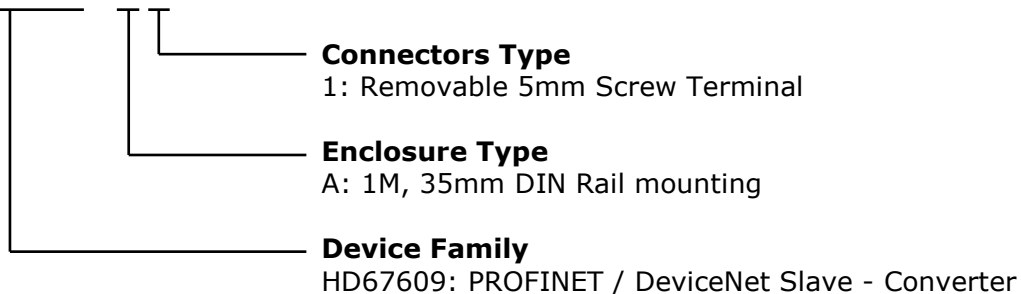 Connectors Type
1: Removable 5mm Screw Terminal
Enclosure Type
A: 1M, 35mm DIN Rail mounting
Device Family
HD67609: PROFINET / DeviceNet Slave - Converter